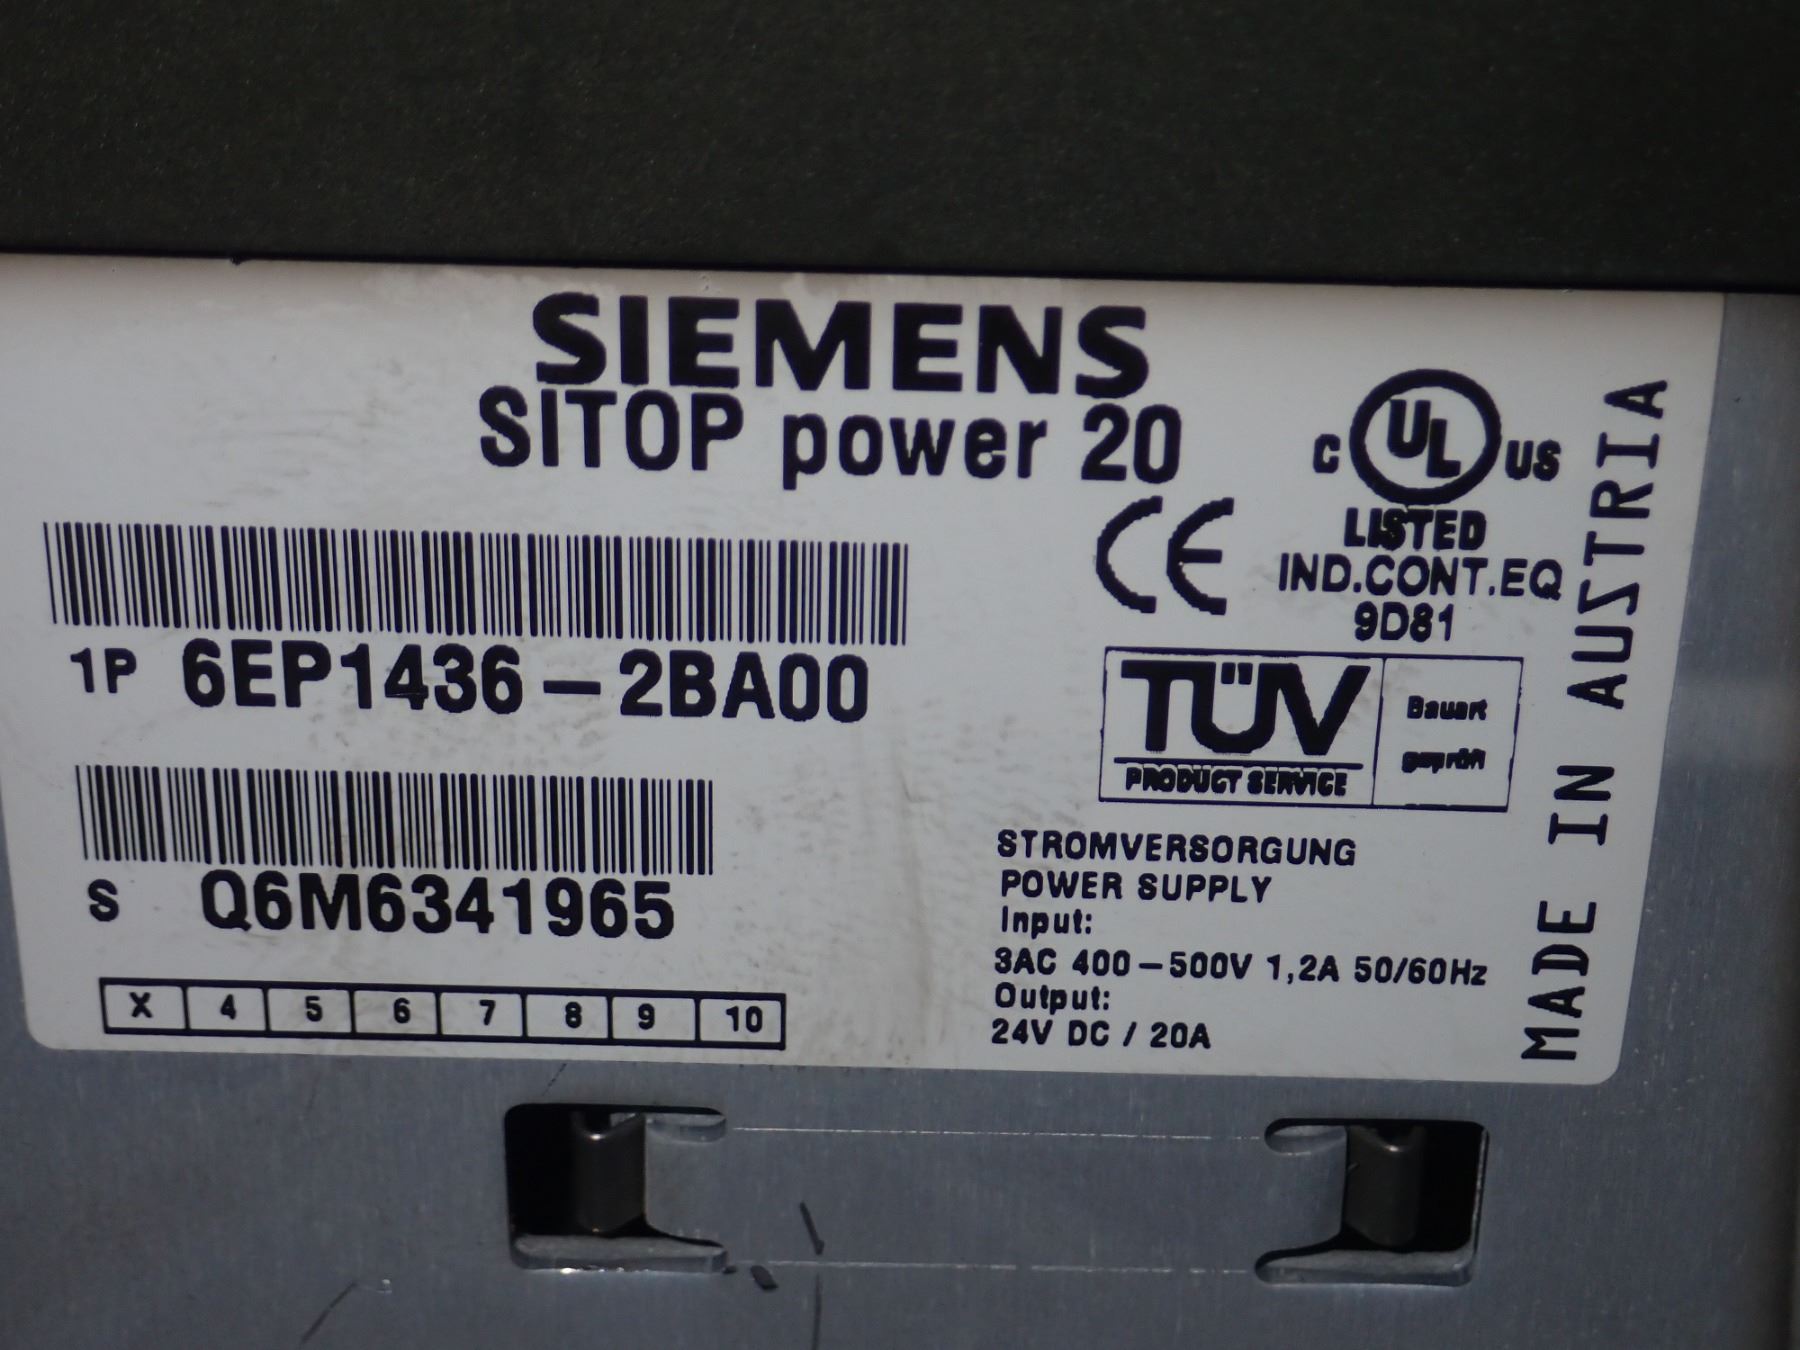 SIEMENS
SITOP power 20
C UL US
LISTED
IND.CONT.EQ
9D81
CE
1P 6EP1436-2BA00
TÜV
PRODUCT SERVICE
Bauart
geprüft
S Q6M6341965
X 4 5 6 7 8 9 10
STROMVERSORGUNG
POWER SUPPLY
Input:
3AC 400-500V 1,2A 50/60Hz
Output:
24V DC / 20A
MADE IN AUSTRIA